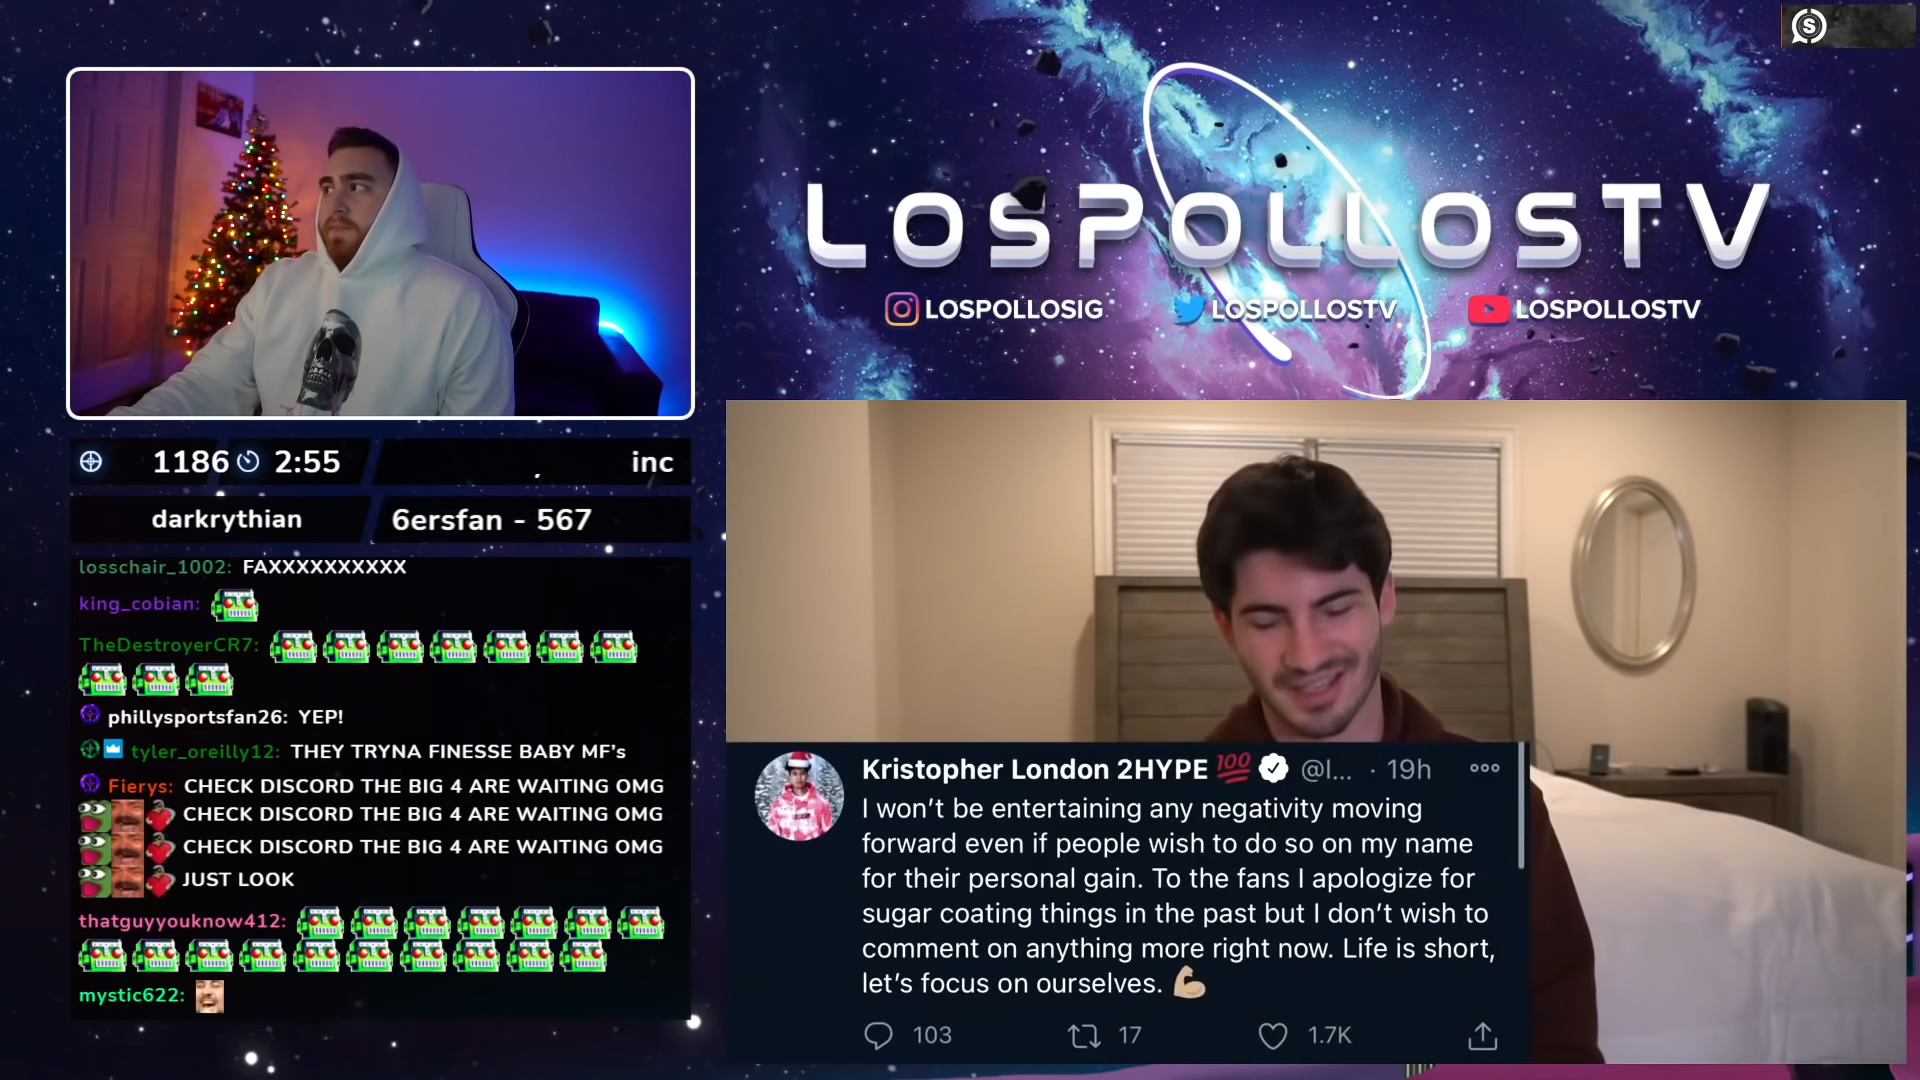 LOSPOLLOSTV
LOSPOLLOSIG
LOSPOLLOSTV
LOSPOLLOSTV
1186 2:55
inc
darkrythian
6ersfan - 567
losschair_1002: FAXXXXXXXXXX
king_cobian:
TheDestroyerCR7:
phillysportsfan26: YEP!
tyler_oreilly12: THEY TRYNA FINESSE BABY MF's
Fierys: CHECK DISCORD THE BIG 4 ARE WAITING OMG
CHECK DISCORD THE BIG 4 ARE WAITING OMG
CHECK DISCORD THE BIG 4 ARE WAITING OMG
JUST LOOK
thatguyyouknow412:
mystic622:
Kristopher London 2HYPE 💯 @l... · 19h
I won't be entertaining any negativity moving
forward even if people wish to do so on my name
for their personal gain. To the fans I apologize for
sugar coating things in the past but I don't wish to
comment on anything more right now. Life is short,
let's focus on ourselves. 💪🏼
103 17 1.7K